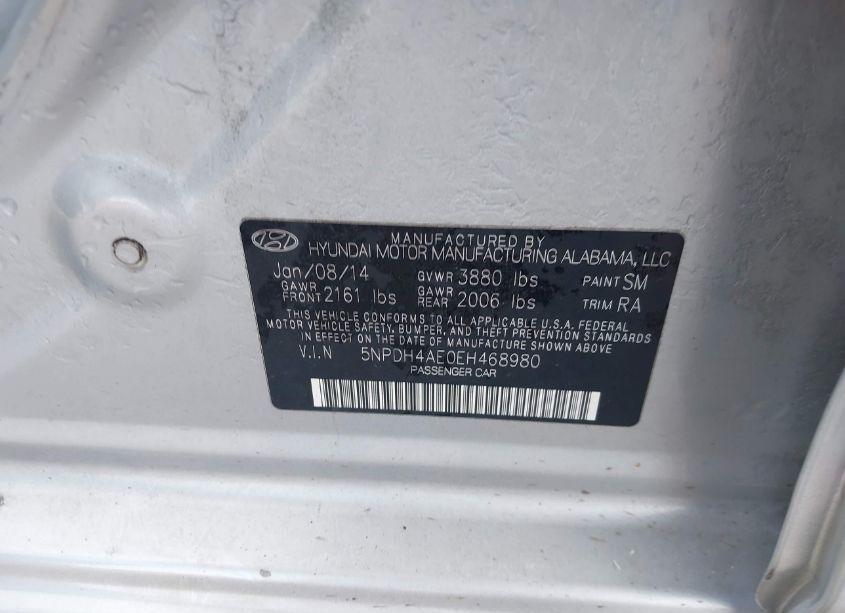 MANUFACTURED BY
HYUNDAI MOTOR MANUFACTURING ALABAMA, LLC
Jan/08/14 GVWR 3880 lbs PAINT SM
GAWR FRONT 2161 lbs GAWR REAR 2006 lbs TRIM RA
THIS VEHICLE CONFORMS TO ALL APPLICABLE U.S.A. FEDERAL
MOTOR VEHICLE SAFETY, BUMPER, AND THEFT PREVENTION STANDARDS
IN EFFECT ON THE DATE OF MANUFACTURE SHOWN ABOVE
V.I.N 5NPDH4AE0EH468980
PASSENGER CAR